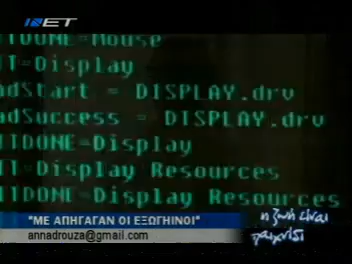 NET
ITDONE=Mouse
IT=Display
adStart = DISPLAY.drv
adSuccess = DISPLAY.drv
ITDONE=Display
IT=Display Resources
ITDONE=Display Resources
"ΜΕ ΑΠΗΓΑΓΑΝ ΟΙ ΕΞΩΓΗΙΝΟΙ"
annadrouza@gmail.com
η ζωή είναι
παιχνίδι